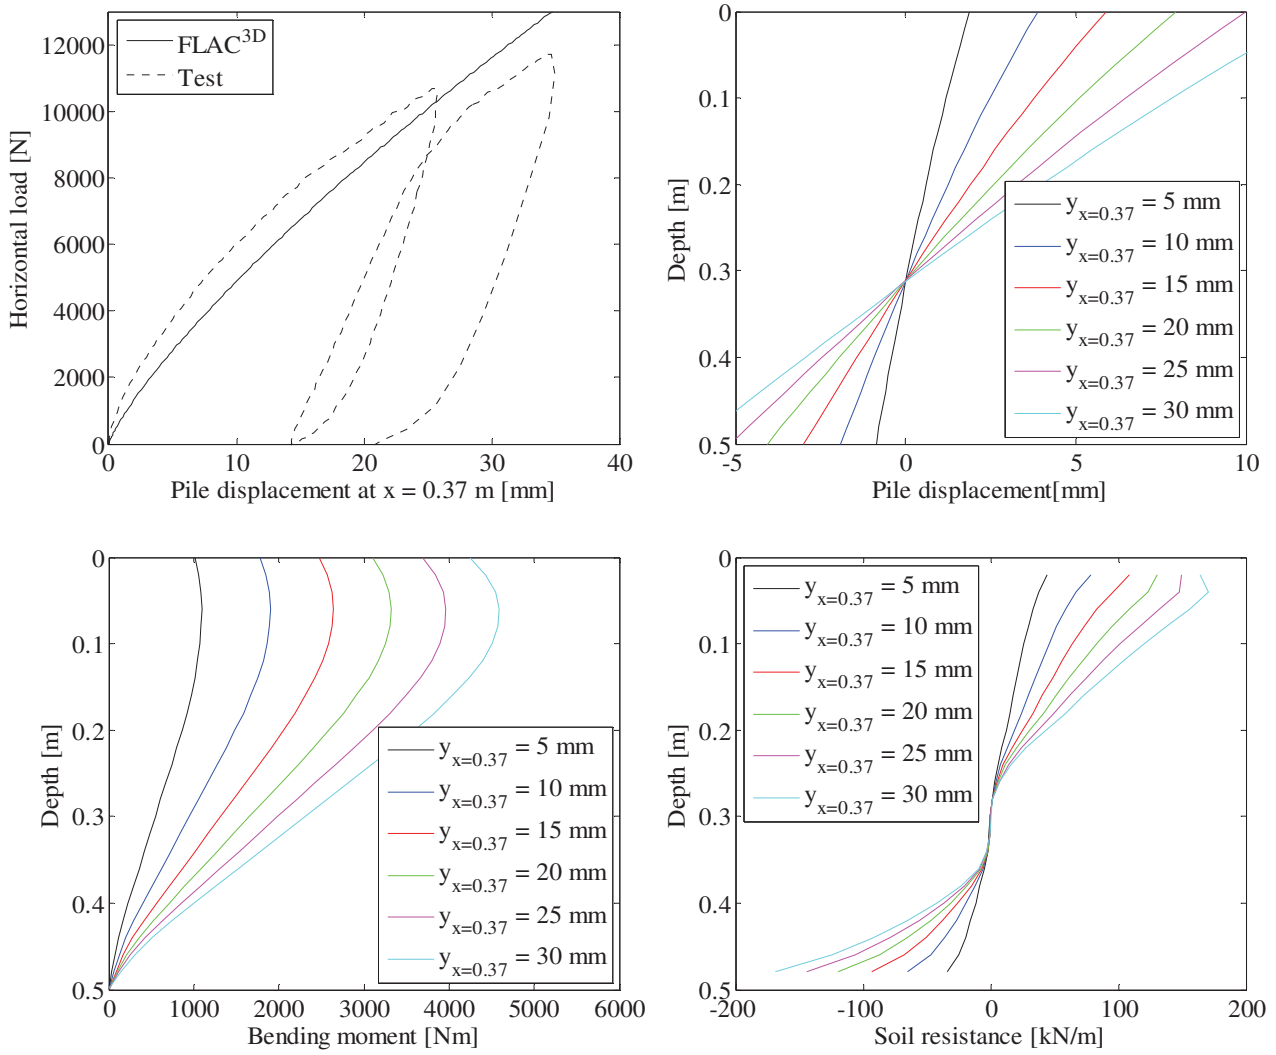 12000
10000
8000
6000
4000
2000
0
Horizontal load [N]
FLAC3D
Test
0 10 20 30 40
Pile displacement at x = 0.37 m [mm]
0
0.1
0.2
0.3
0.4
0.5
Depth [m]
yx=0.37 = 5 mm
yx=0.37 = 10 mm
yx=0.37 = 15 mm
yx=0.37 = 20 mm
yx=0.37 = 25 mm
yx=0.37 = 30 mm
-5 0 5 10
Pile displacement[mm]
0
0.1
0.2
0.3
0.4
0.5
Depth [m]
yx=0.37 = 5 mm
yx=0.37 = 10 mm
yx=0.37 = 15 mm
yx=0.37 = 20 mm
yx=0.37 = 25 mm
yx=0.37 = 30 mm
0 1000 2000 3000 4000 5000 6000
Bending moment [Nm]
0
0.1
0.2
0.3
0.4
0.5
Depth [m]
yx=0.37 = 5 mm
yx=0.37 = 10 mm
yx=0.37 = 15 mm
yx=0.37 = 20 mm
yx=0.37 = 25 mm
yx=0.37 = 30 mm
-200 -100 0 100 200
Soil resistance [kN/m]